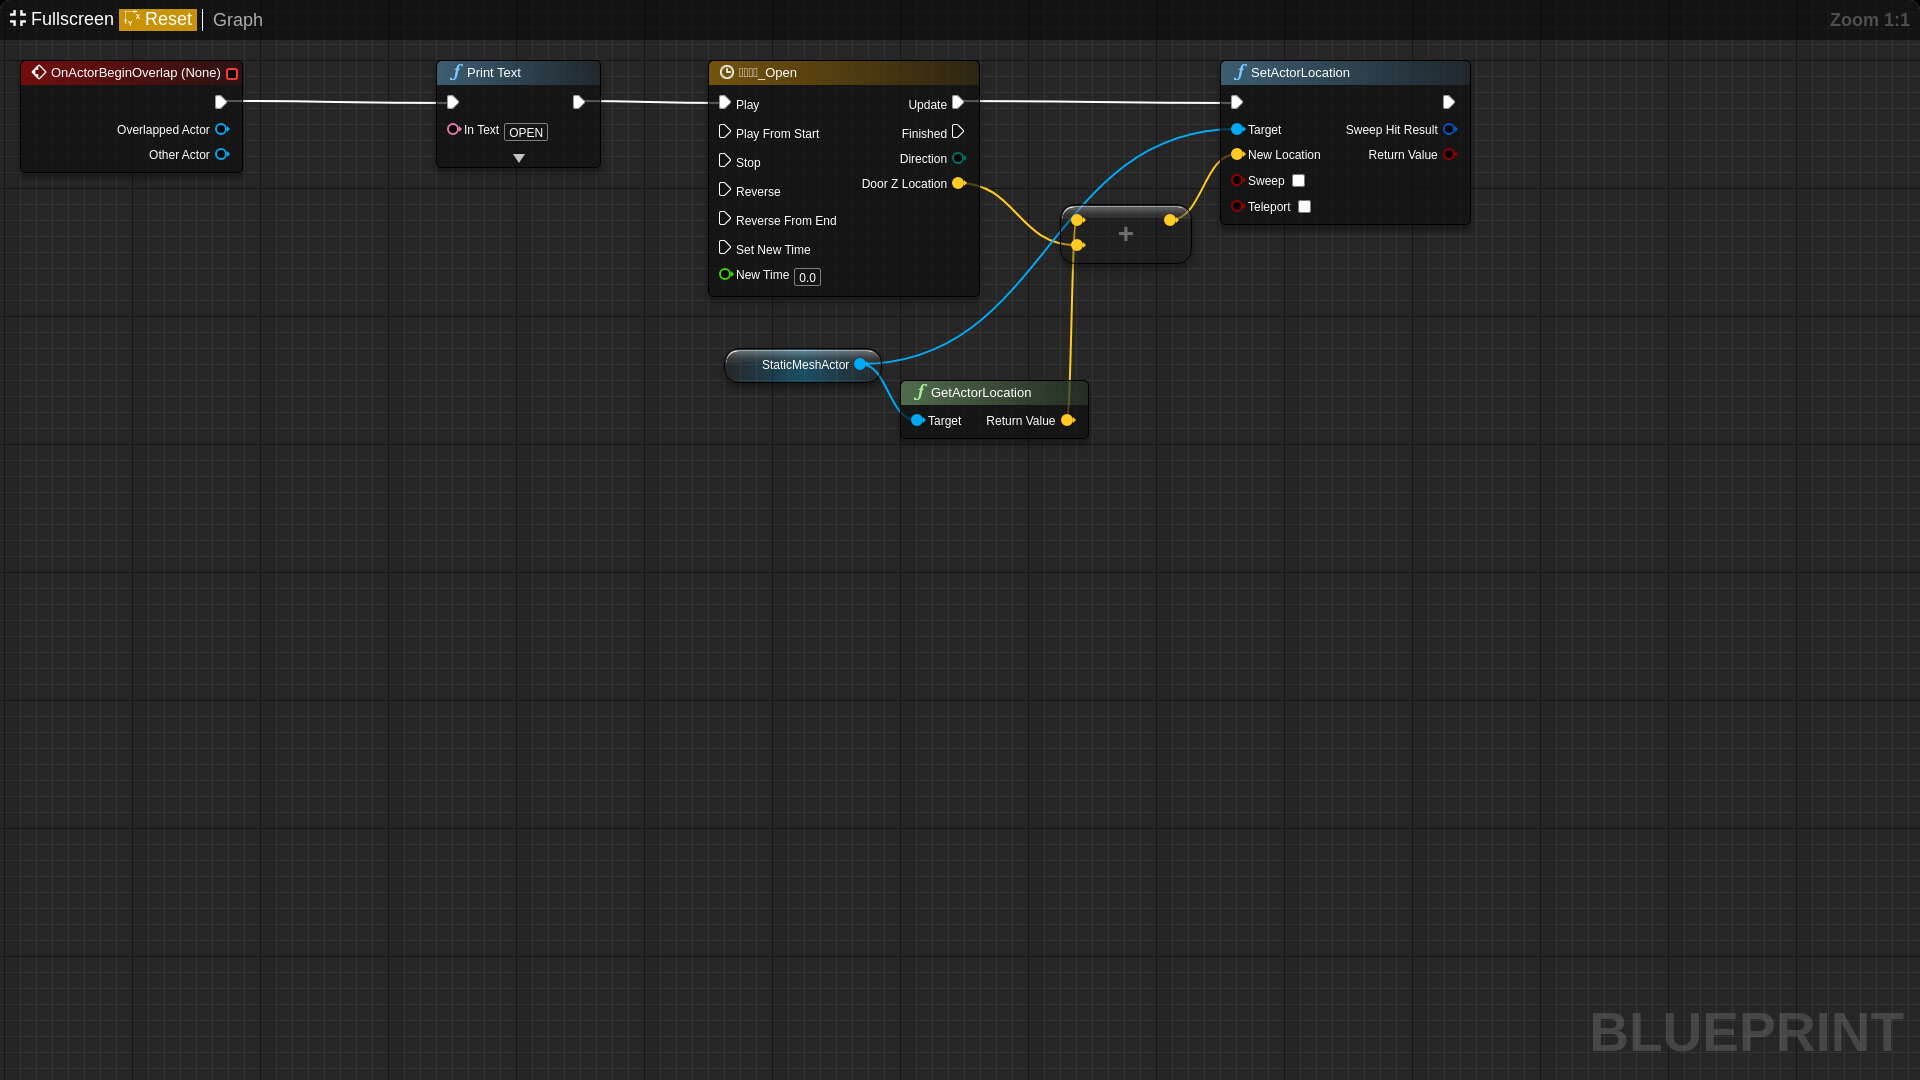 Fullscreen Reset Graph
Zoom 1:1
OnActorBeginOverlap (None)
Overlapped Actor
Other Actor
Print Text
In Text OPEN
_Open
Play Update
Play From Start Finished
Stop Direction
Reverse Door Z Location
Reverse From End
Set New Time
New Time 0.0
SetActorLocation
Target Sweep Hit Result
New Location Return Value
Sweep
Teleport
+
StaticMeshActor
GetActorLocation
Target Return Value
BLUEPRINT